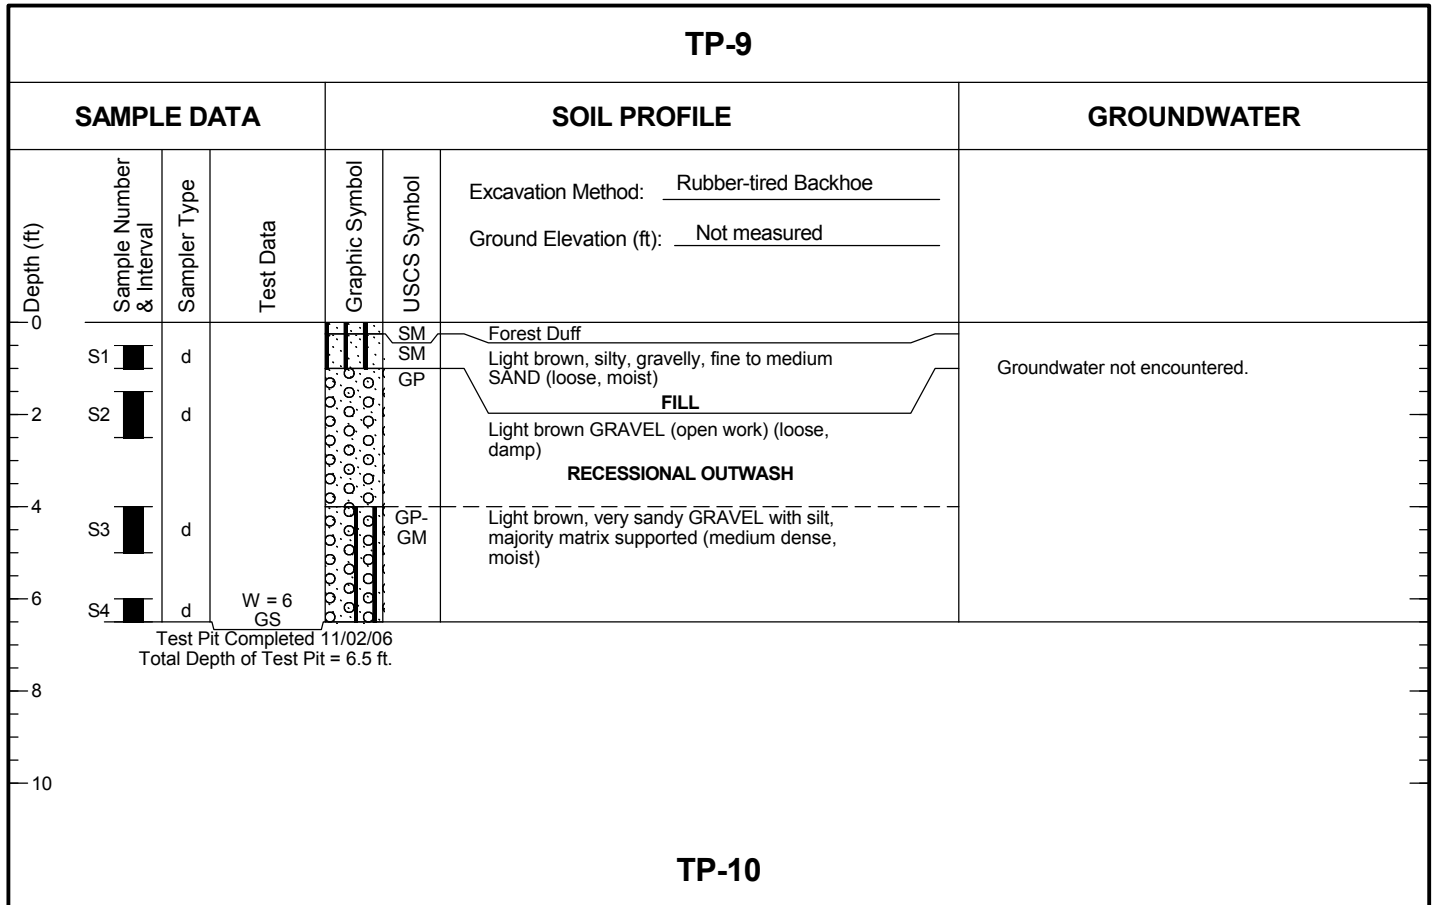 TP-9
SAMPLE DATA
SOIL PROFILE
GROUNDWATER
Depth (ft)
Sample Number
& Interval
Sampler Type
Test Data
Graphic Symbol
USCS Symbol
Excavation Method: Rubber-tired Backhoe
Ground Elevation (ft): Not measured
0
SM
Forest Duff
S1
d
SM
Light brown, silty, gravelly, fine to medium
SAND (loose, moist)
Groundwater not encountered.
GP
FILL
2
S2
d
Light brown GRAVEL (open work) (loose,
damp)
RECESSIONAL OUTWASH
4
S3
d
GP-
GM
Light brown, very sandy GRAVEL with silt,
majority matrix supported (medium dense,
moist)
6
S4
d
W = 6
GS
Test Pit Completed 11/02/06
Total Depth of Test Pit = 6.5 ft.
8
10
TP-10